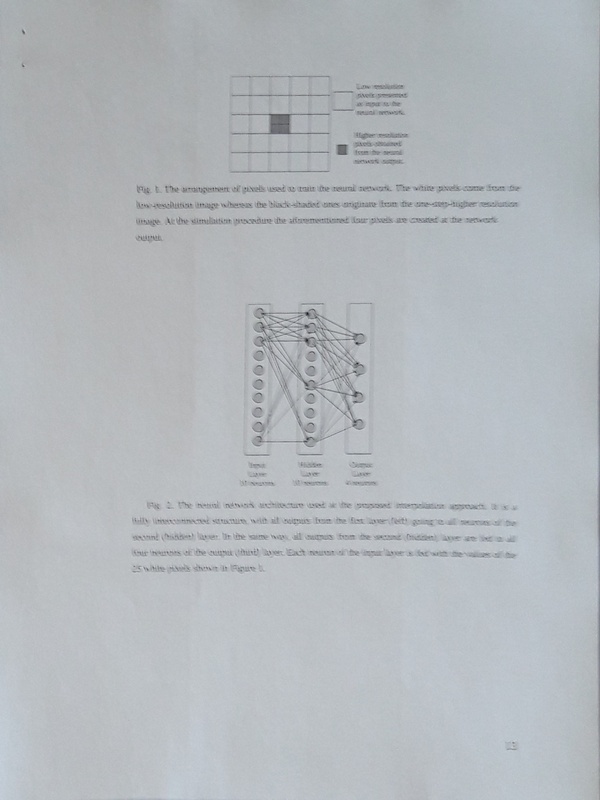 Low resolution
pixels presented
as input to the
neural network.
Higher resolution
pixels obtained
from the neural
network output.
Fig. 1. The arrangement of pixels used to train the neural network. The white pixels come from the
low-resolution image whereas the black-shaded ones originate from the one-step-higher resolution
image. At the simulation procedure the aforementioned four pixels are created at the network
output.
Input
Layer
10 neurons
Hidden
Layer
10 neurons
Output
Layer
4 neurons
Fig. 2. The neural network architecture used at the proposed interpolation approach. It is a
fully interconnected structure, with all outputs from the first layer (left) going to all neurons of the
second (hidden) layer. In the same way, all outputs from the second (hidden) layer are fed to all
four neurons of the output (third) layer. Each neuron of the input layer is fed with the values of the
25 white pixels shown in Figure 1.
13